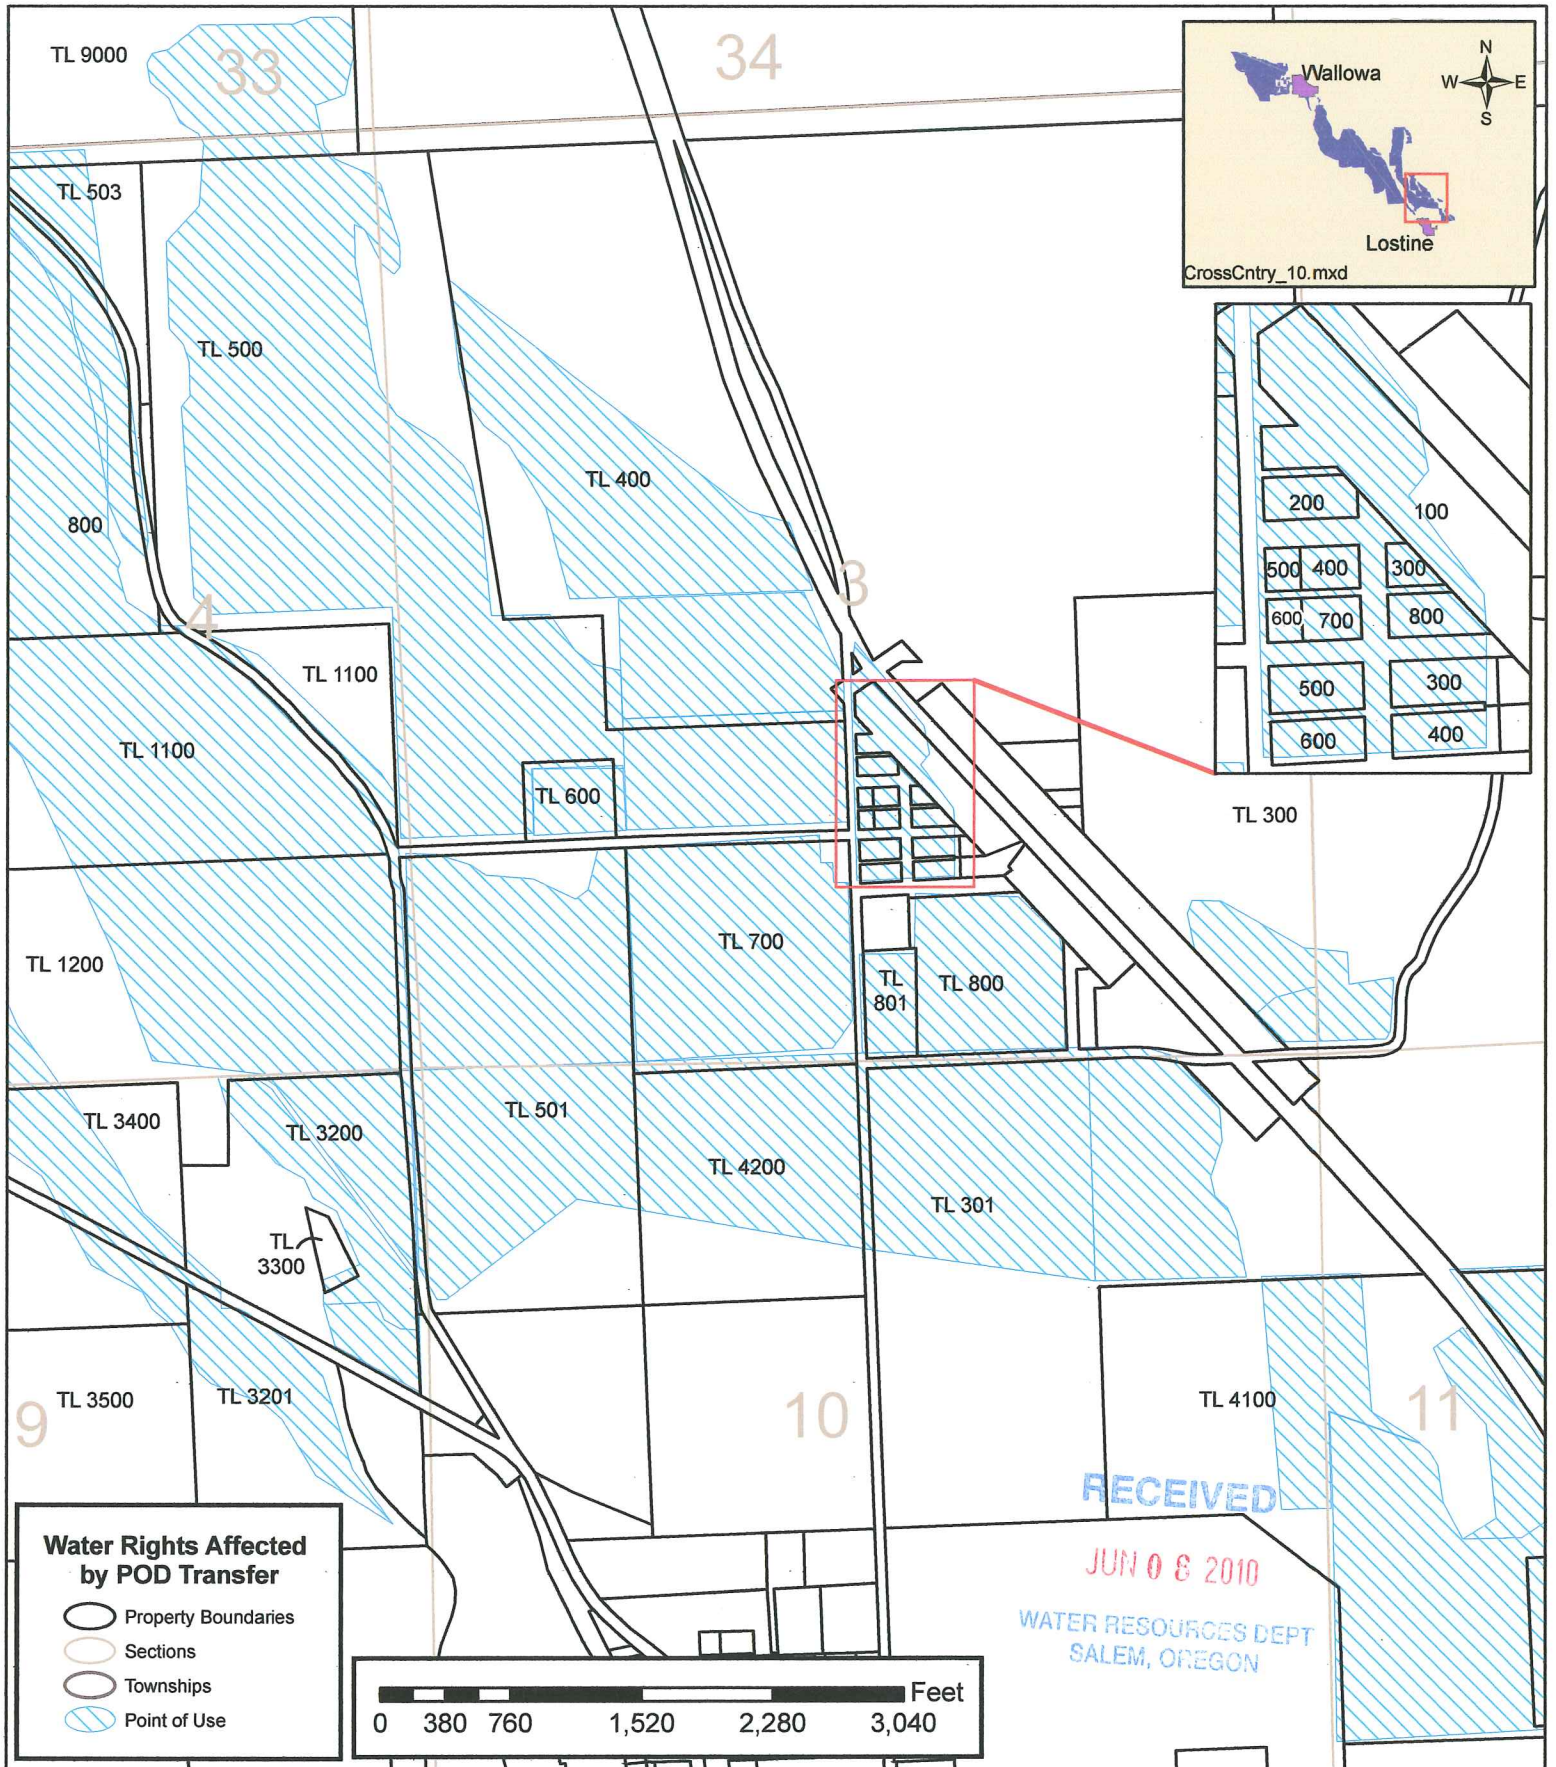 TL 9000
33
34
N
W
E
S
Wallowa
Lostine
CrossCntry_10.mxd
TL 503
TL 500
TL 400
800
3
4
200
100
500
400
300
600
700
800
500
300
600
400
TL 1100
TL 1100
TL 600
TL 300
TL 700
TL 1200
TL
801
TL 800
TL 3400
TL 3200
TL 501
TL 4200
TL 301
TL
3300
TL 3500
TL 3201
TL 4100
9
10
11
RECEIVED
JUN 08 2010
WATER RESOURCES DEPT
SALEM, OREGON
Water Rights Affected
by POD Transfer
Property Boundaries
Sections
Townships
Point of Use
Feet
0 380 760 1,520 2,280 3,040